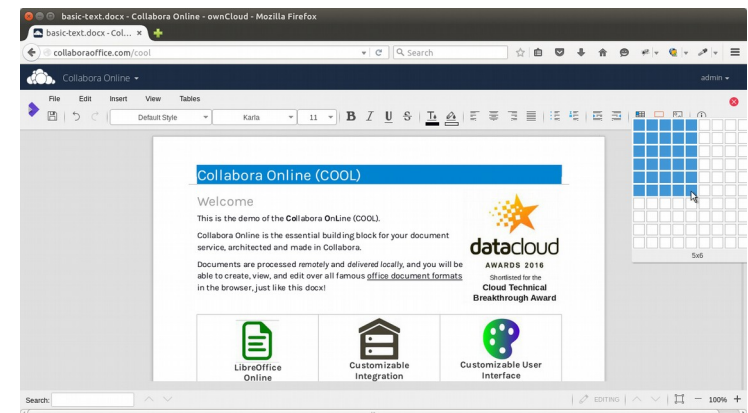 basic-text.docx - Collabora Online - ownCloud - Mozilla Firefox
basic-text.docx - Col...
collaboraoffice.com/cool
Search
Collabora Online
admin
File Edit Insert View Tables
Default Style Karla 11 B I U S
Collabora Online (COOL)
Welcome
This is the demo of the Collabora OnLine (COOL).
Collabora Online is the essential building block for your document
service, architected and made in Collabora.
Documents are processed remotely and delivered locally, and you will be
able to create, view, and edit over all famous office document formats
in the browser, just like this docx!
datacloud
AWARDS 2016
Shortlisted for the
Cloud Technical
Breakthrough Award
5x6
LibreOffice
Online
Customizable
Integration
Customizable User
Interface
Search:
EDITING
100%